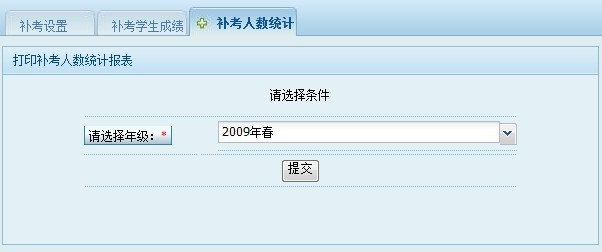 补考设置 补考学生成绩 补考人数统计
打印补考人数统计报表
请选择条件
请选择年级：* 2009年春
提交